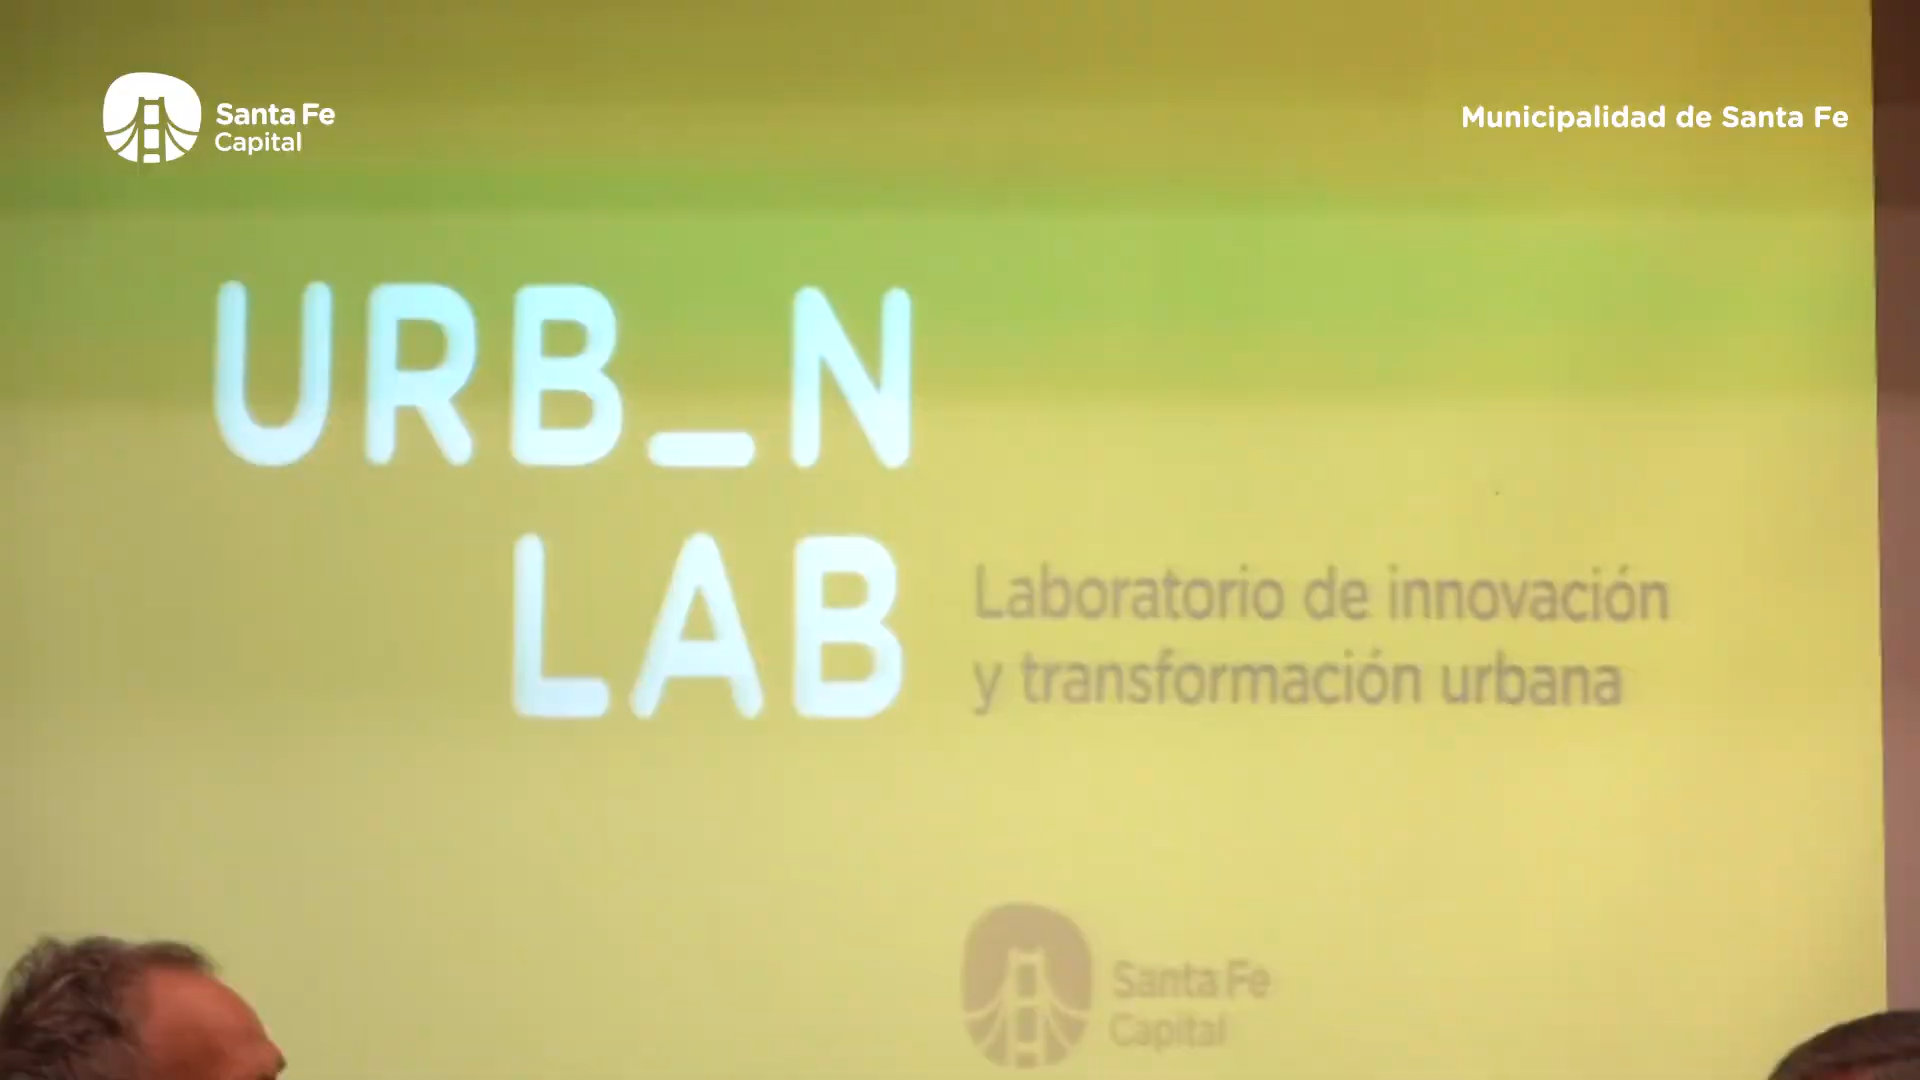 Santa Fe
Capital
Municipalidad de Santa Fe
URB_N
LAB
Laboratorio de innovación
y transformación urbana
Santa Fe
Capital